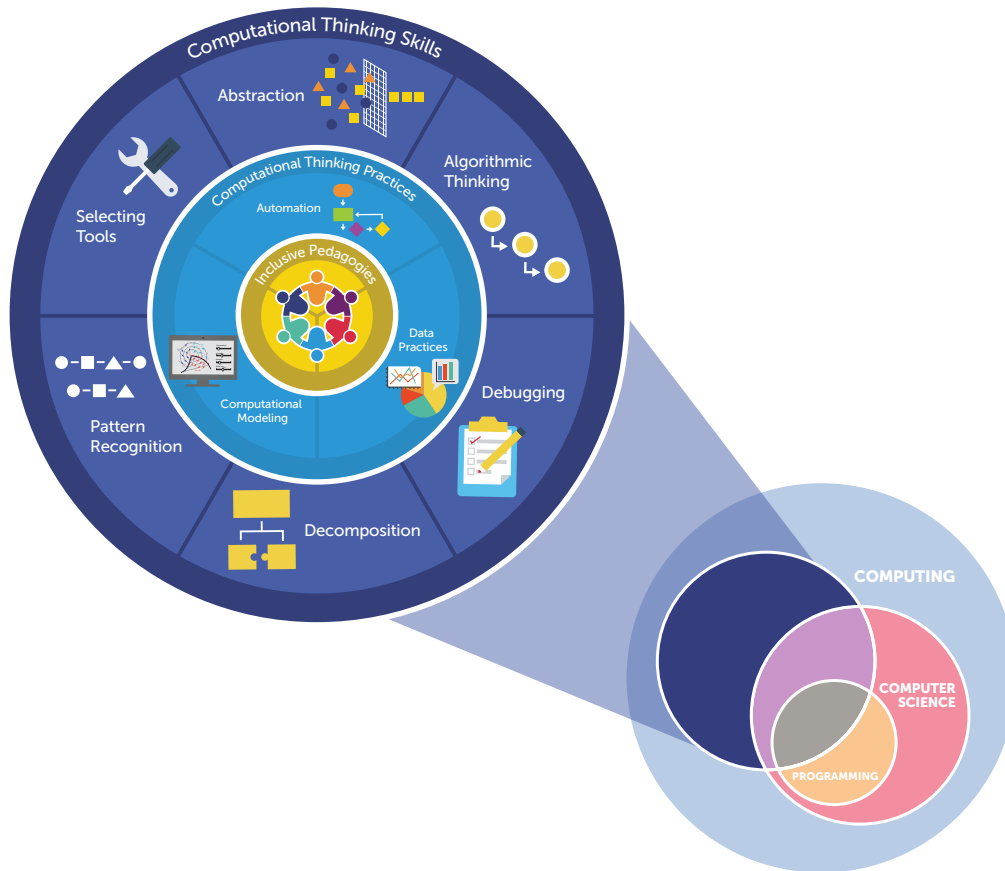 Computational Thinking Skills
Abstraction
Algorithmic
Thinking
Selecting
Tools
Computational Thinking Practices
Automation
Inclusive Pedagogies
Data
Practices
Computational
Modeling
Debugging
Pattern
Recognition
Decomposition
COMPUTING
COMPUTER
SCIENCE
PROGRAMMING